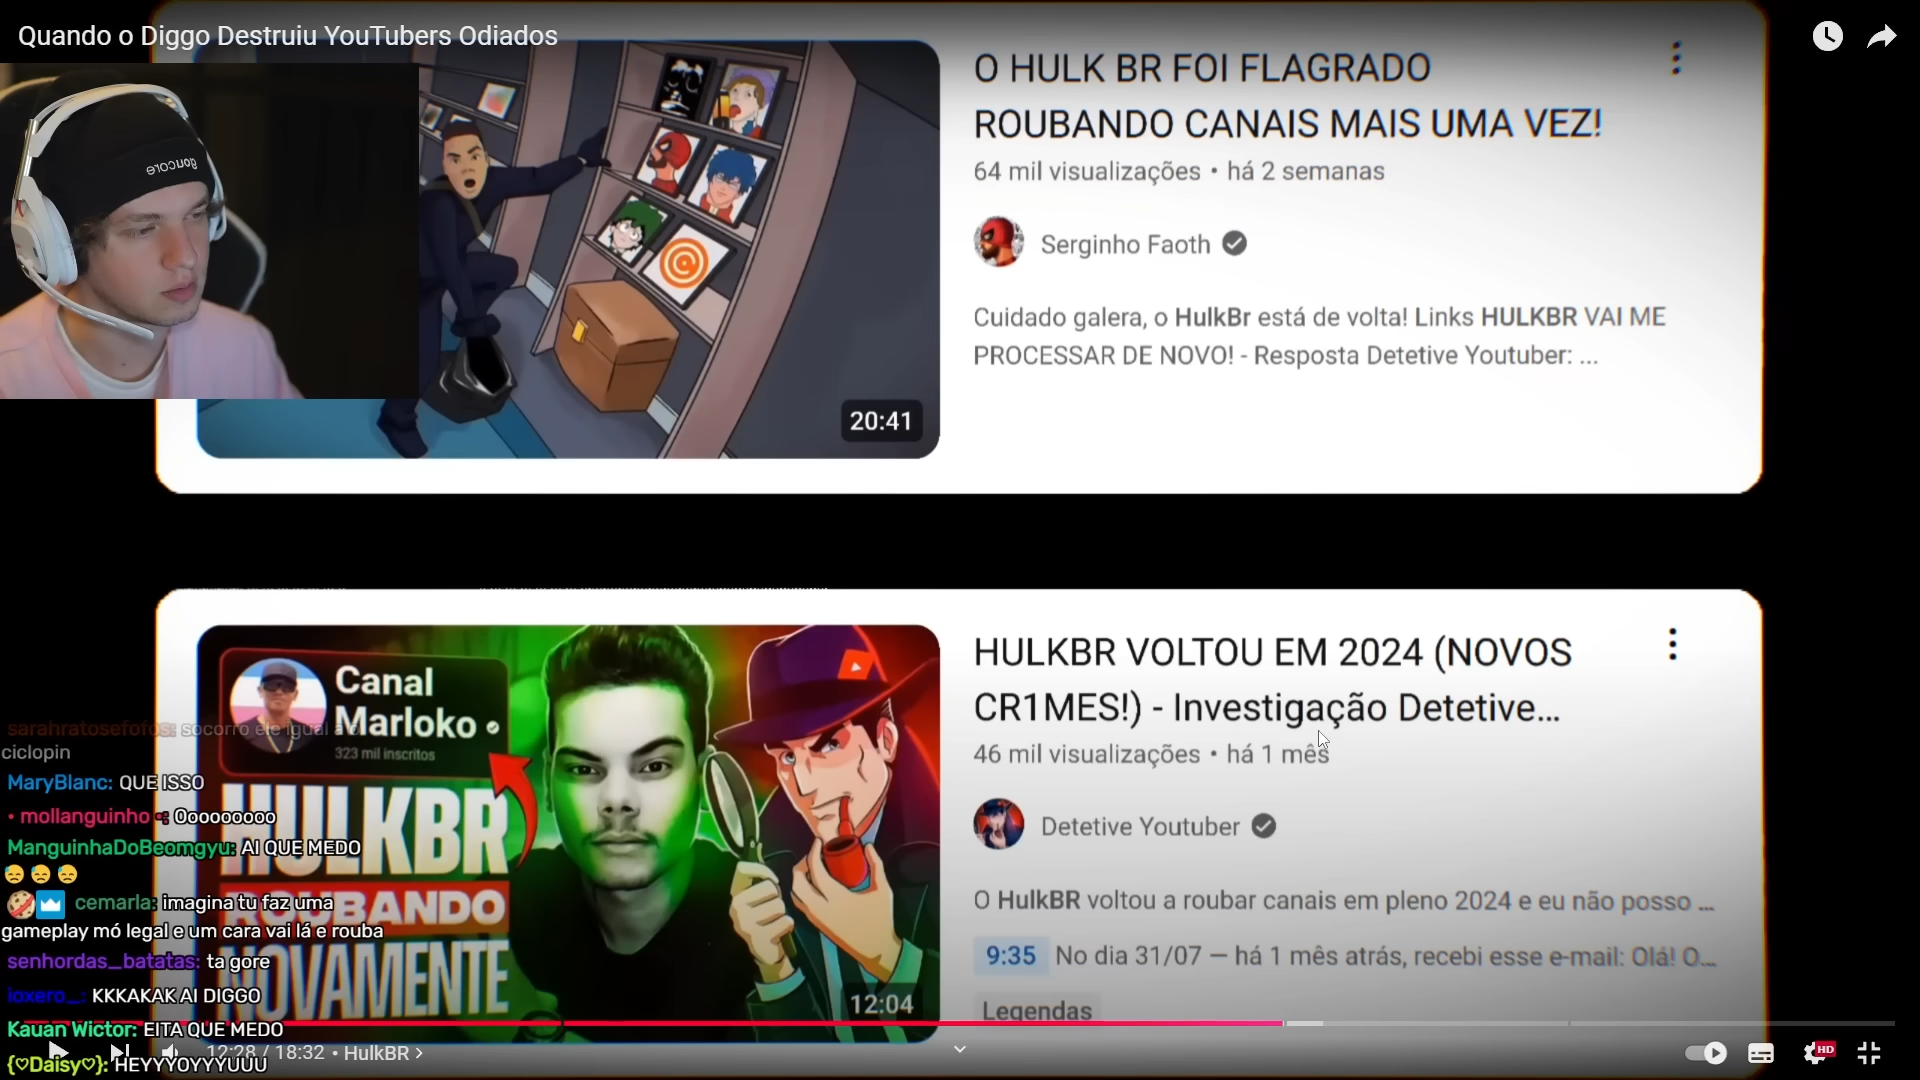 Quando o Diggo Destruiu YouTubers Odiados
goncore
O HULK BR FOI FLAGRADO
ROUBANDO CANAIS MAIS UMA VEZ!
64 mil visualizações • há 2 semanas
Serginho Faoth
Cuidado galera, o HulkBr está de volta! Links HULKBR VAI ME
PROCESSAR DE NOVO! - Resposta Detetive Youtuber: ...
20:41
Canal
Marloko
323 mil inscritos
HULKBR
ROUBANDO
NOVAMENTE
12:04
HULKBR VOLTOU EM 2024 (NOVOS
CR1MES!) - Investigação Detetive...
46 mil visualizações • há 1 mês
Detetive Youtuber
O HulkBR voltou a roubar canais em pleno 2024 e eu não posso ...
9:35 No dia 31/07 — há 1 mês atrás, recebi esse e-mail: Olá! O...
Legendas
sarahratosefofos: socorro ele igual a o
ciclopin
MaryBlanc: QUE ISSO
• mollanguinho •: Ooooooooo
ManguinhaDoBeomgyu: AI QUE MEDO
😓 😓 😓
cemarla: imagina tu faz uma
gameplay mó legal e um cara vai lá e rouba
senhordas_batatas: ta gore
ioxero_: KKKAKAK AI DIGGO
Kauan Wictor: EITA QUE MEDO
{♡Daisy♡}: HEYYYOYYYUUU
12:28 / 18:32 • HulkBR >
HD